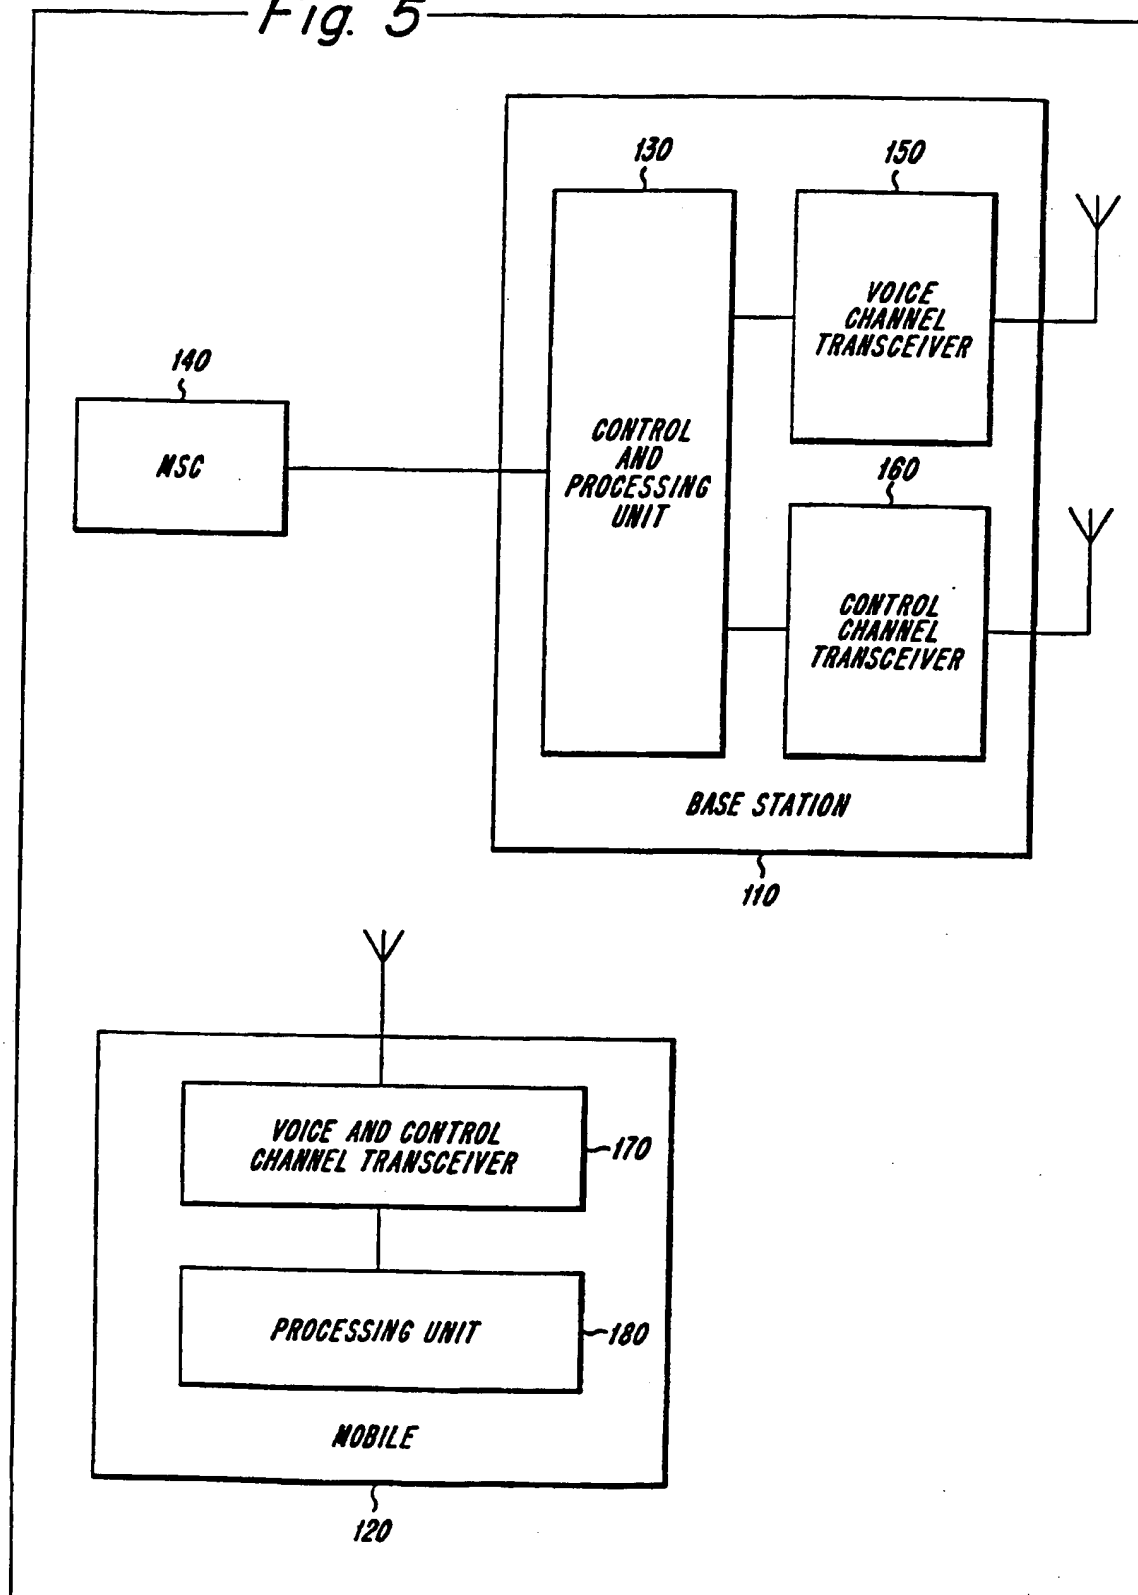 Fig. 5
130
150
VOICE
CHANNEL
TRANSCEIVER
140
MSC
CONTROL
AND
PROCESSING
UNIT
160
CONTROL
CHANNEL
TRANSCEIVER
BASE STATION
110
VOICE AND CONTROL
CHANNEL TRANSCEIVER
170
PROCESSING UNIT
180
MOBILE
120